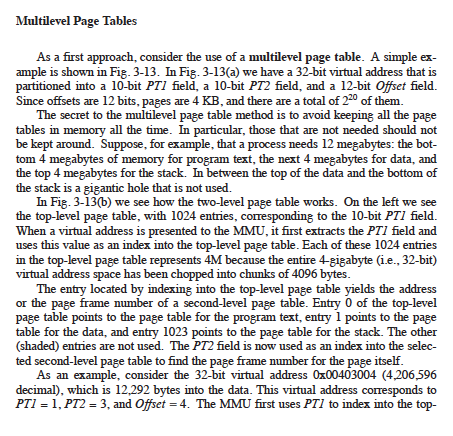 Multilevel Page Tables
As a first approach, consider the use of a multilevel page table. A simple ex-
ample is shown in Fig. 3-13. In Fig. 3-13(a) we have a 32-bit virtual address that is
partitioned into a 10-bit PT1 field, a 10-bit PT2 field, and a 12-bit Offset field.
Since offsets are 12 bits, pages are 4 KB, and there are a total of 2²⁰ of them.
The secret to the multilevel page table method is to avoid keeping all the page
tables in memory all the time. In particular, those that are not needed should not
be kept around. Suppose, for example, that a process needs 12 megabytes: the bot-
tom 4 megabytes of memory for program text, the next 4 megabytes for data, and
the top 4 megabytes for the stack. In between the top of the data and the bottom of
the stack is a gigantic hole that is not used.
In Fig. 3-13(b) we see how the two-level page table works. On the left we see
the top-level page table, with 1024 entries, corresponding to the 10-bit PT1 field.
When a virtual address is presented to the MMU, it first extracts the PT1 field and
uses this value as an index into the top-level page table. Each of these 1024 entries
in the top-level page table represents 4M because the entire 4-gigabyte (i.e., 32-bit)
virtual address space has been chopped into chunks of 4096 bytes.
The entry located by indexing into the top-level page table yields the address
or the page frame number of a second-level page table. Entry 0 of the top-level
page table points to the page table for the program text, entry 1 points to the page
table for the data, and entry 1023 points to the page table for the stack. The other
(shaded) entries are not used. The PT2 field is now used as an index into the selec-
ted second-level page table to find the page frame number for the page itself.
As an example, consider the 32-bit virtual address 0x00403004 (4,206,596
decimal), which is 12,292 bytes into the data. This virtual address corresponds to
PT1 = 1, PT2 = 3, and Offset = 4. The MMU first uses PT1 to index into the top-